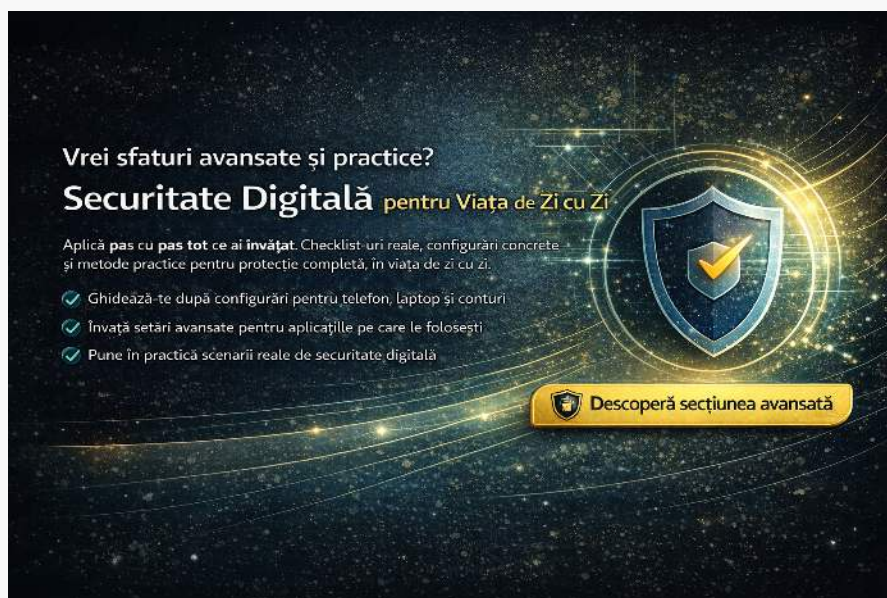 Vrei sfaturi avansate și practice?
Securitate Digitală pentru Viața de Zi cu Zi
Aplică pas cu pas tot ce ai învățat. Checklist-uri reale, configurări concrete
și metode practice pentru protecție completă, în viața de zi cu zi.
Ghidează-te după configurări pentru telefon, laptop și conturi
Învață setări avansate pentru aplicațiile pe care le folosești
Pune în practică scenarii reale de securitate digitală
Descoperă secțiunea avansată